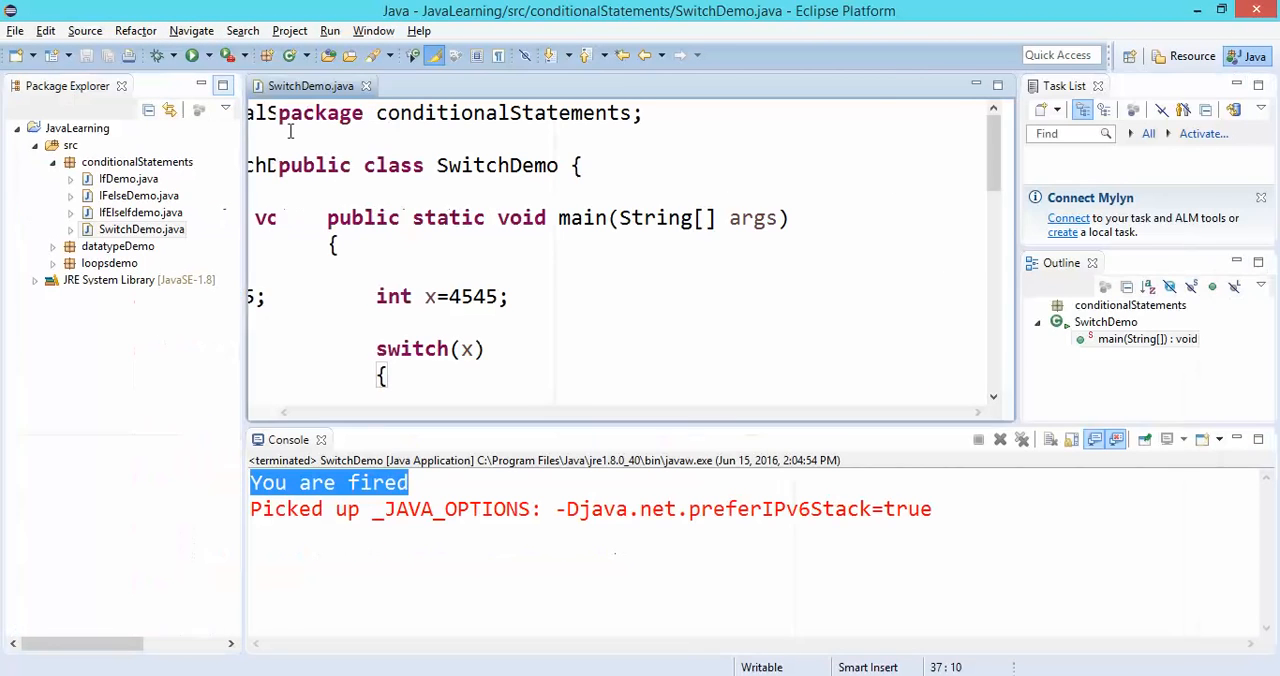 Java - JavaLearning/src/conditionalStatements/SwitchDemo.java - Eclipse Platform
File Edit Source Refactor Navigate Search Project Run Window Help
Quick Access
Resource
Java
Package Explorer
JavaLearning
src
conditionalStatements
IfDemo.java
IFelseDemo.java
IfElseIfdemo.java
SwitchDemo.java
datatypeDemo
loopsdemo
JRE System Library [JavaSE-1.8]
SwitchDemo.java
package conditionalStatements;
public class SwitchDemo {
public static void main(String[] args)
{
int x=4545;
switch(x)
{
Task List
Find
All
Activate...
Connect Mylyn
Connect to your task and ALM tools or
create a local task.
Outline
conditionalStatements
SwitchDemo
main(String[]) : void
Console
<terminated> SwitchDemo [Java Application] C:\Program Files\Java\jre1.8.0_40\bin\javaw.exe (Jun 15, 2016, 2:04:54 PM)
You are fired
Picked up _JAVA_OPTIONS: -Djava.net.preferIPv6Stack=true
Writable
Smart Insert
37 : 10